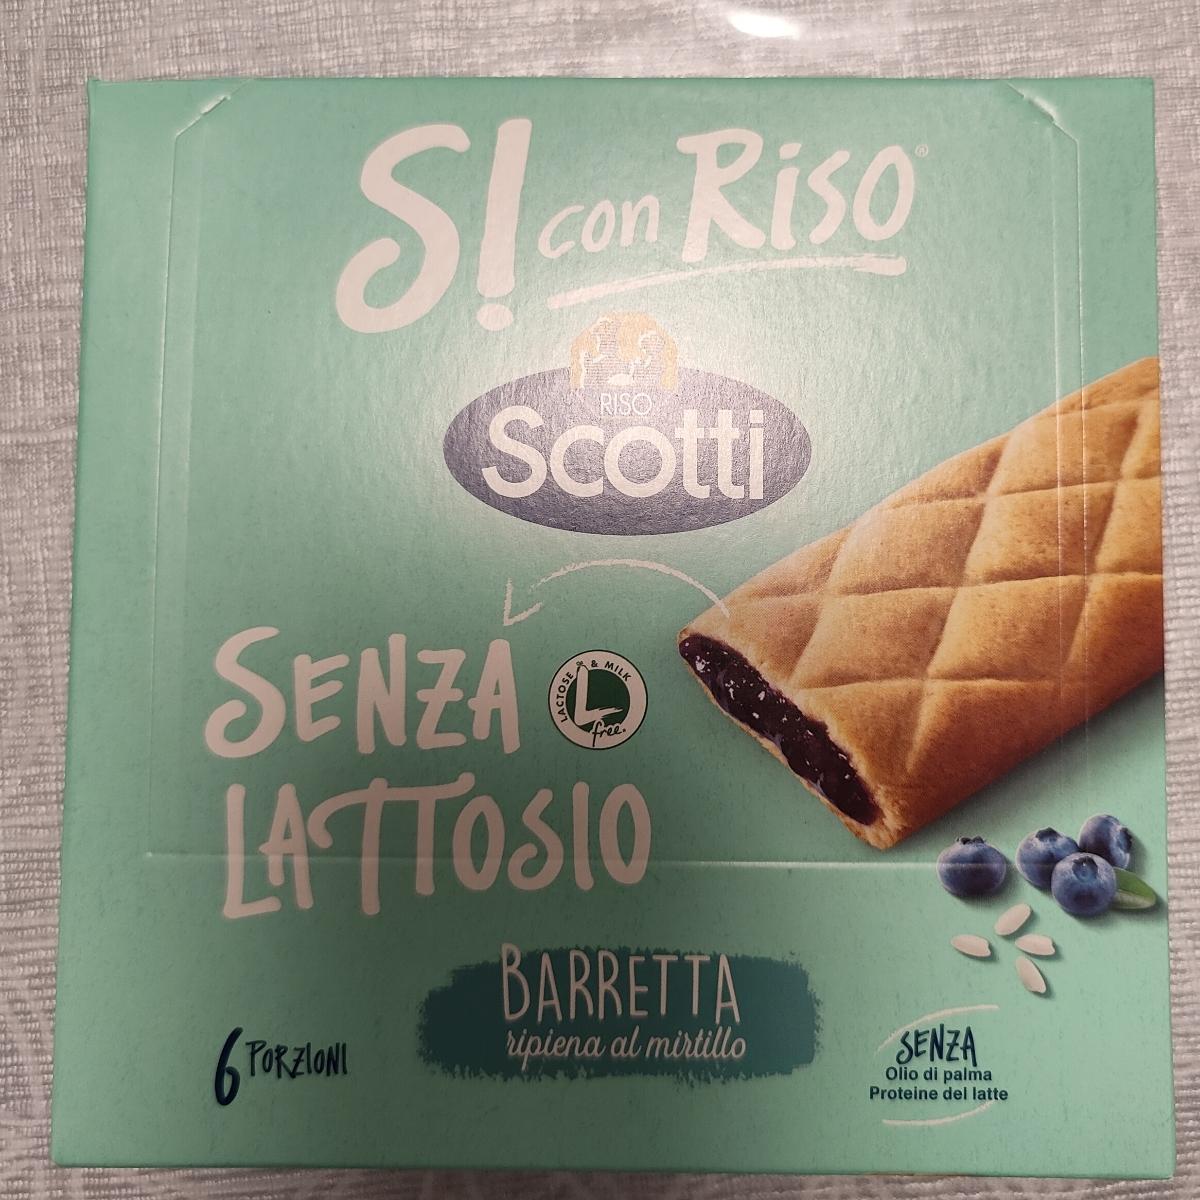 S! con Riso®
RISO
Scotti
SENZA
LACTOSE & MILK
L
free.
LATTOSIO
BARRETTA
ripiena al mirtillo
6 PORZIONI
SENZA
Olio di palma
Proteine del latte